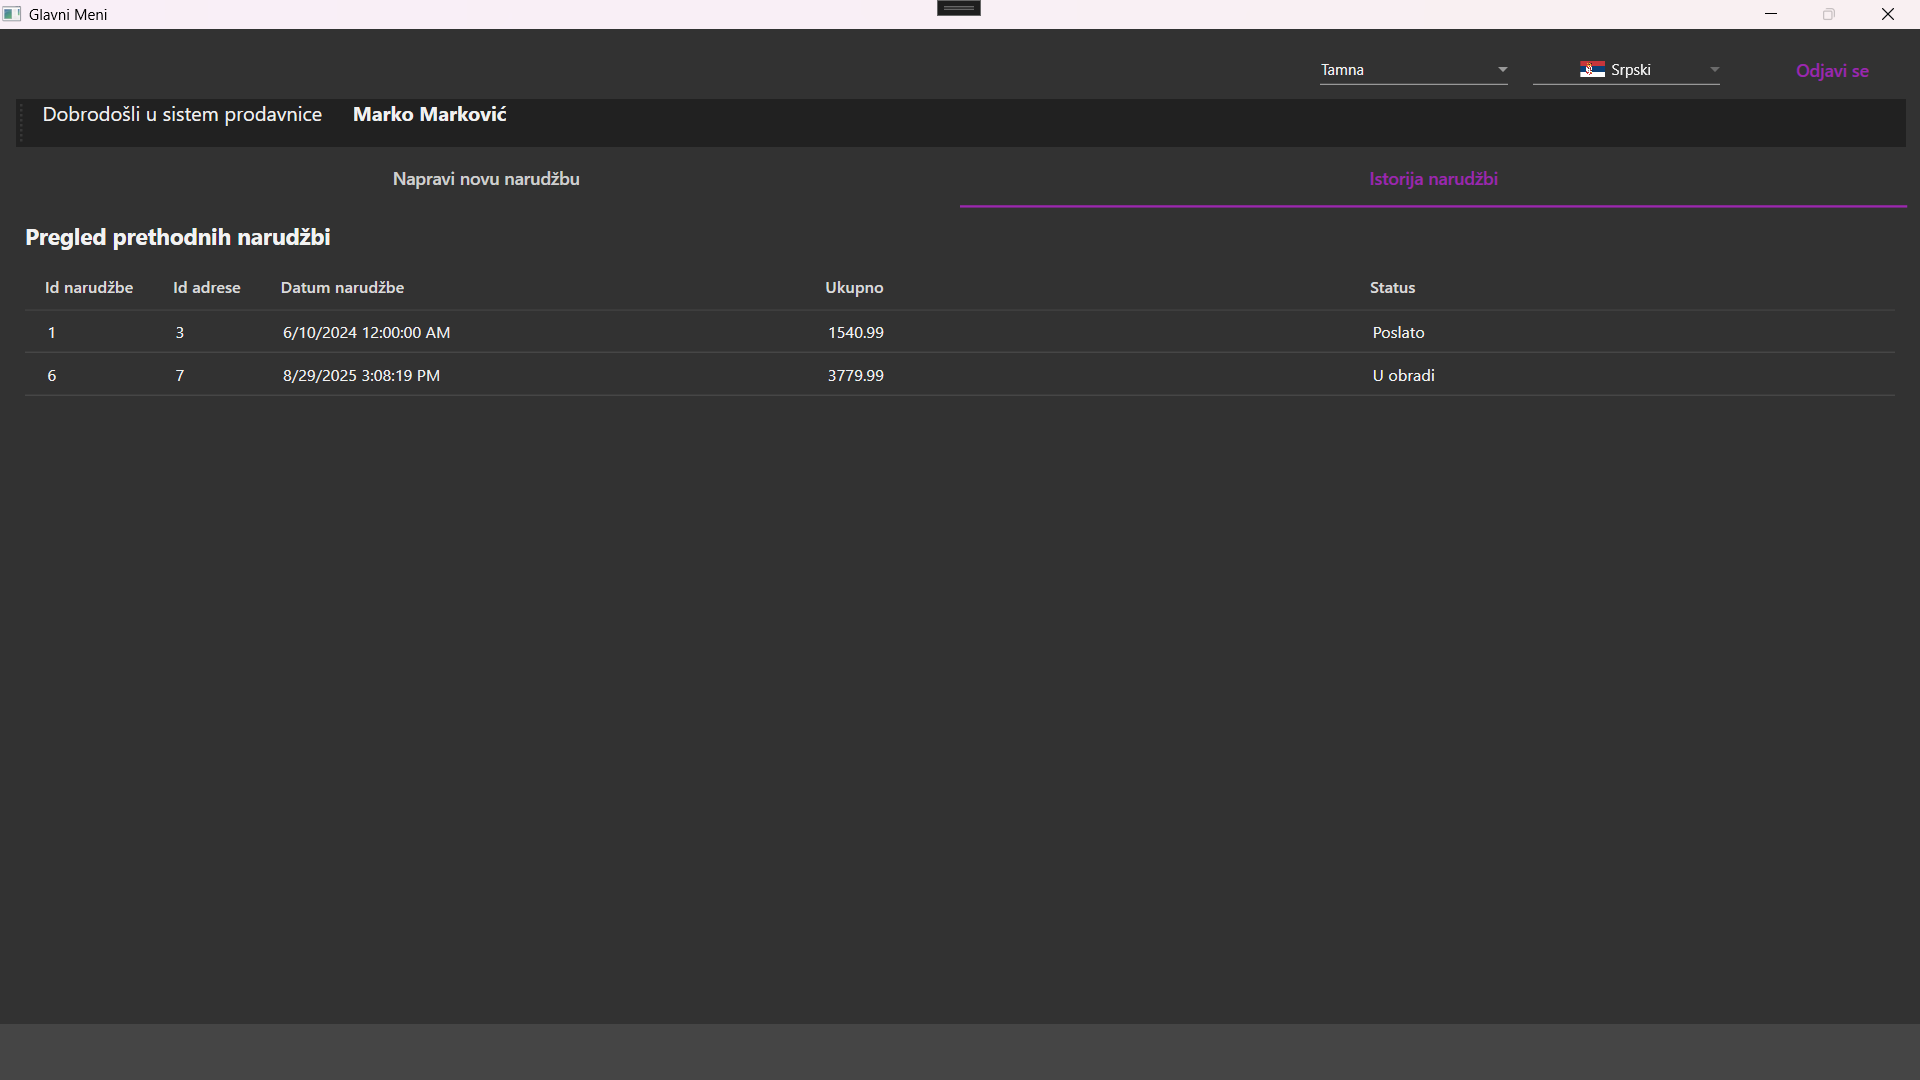 Glavni Meni
Tamna Srpski Odjavi se
Dobrodošli u sistem prodavnice Marko Marković
Napravi novu narudžbu Istorija narudžbi
Pregled prethodnih narudžbi
Id narudžbe Id adrese Datum narudžbe Ukupno Status
1 3 6/10/2024 12:00:00 AM 1540.99 Poslato
6 7 8/29/2025 3:08:19 PM 3779.99 U obradi